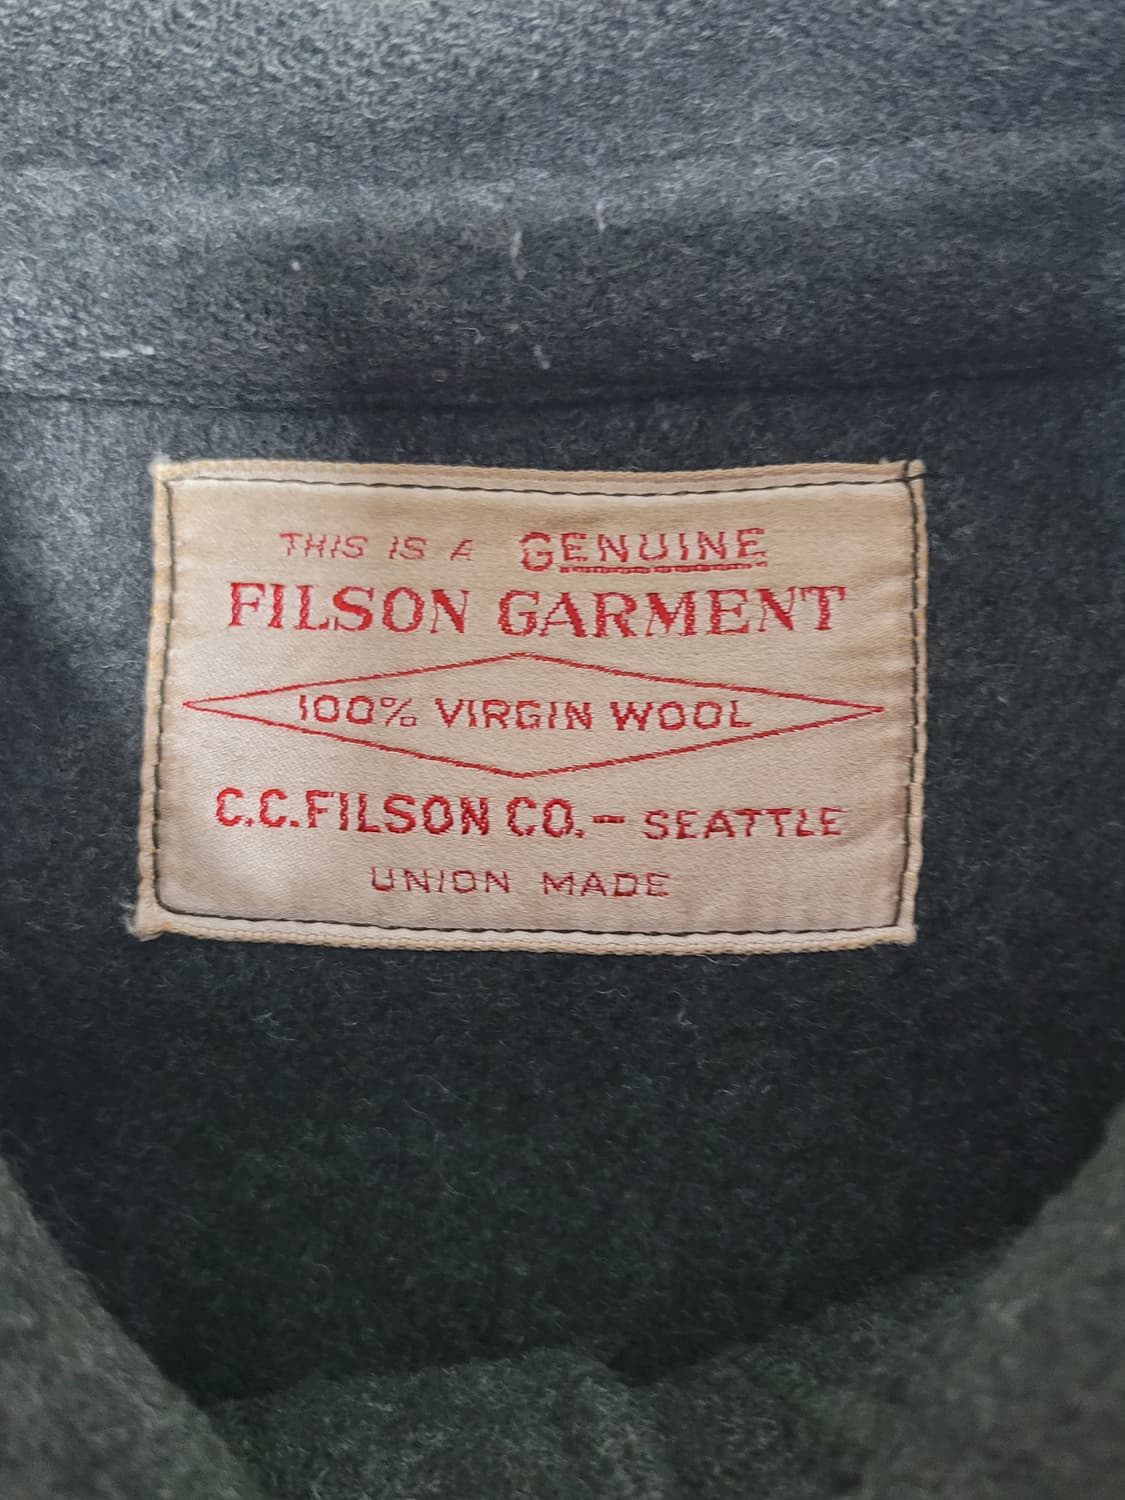 THIS IS A GENUINE
FILSON GARMENT
100% VIRGIN WOOL
C.C. FILSON CO. – SEATTLE
UNION MADE